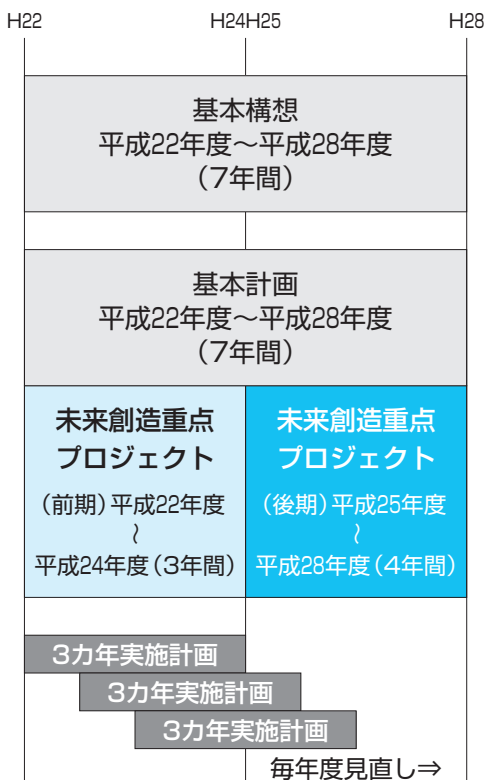 H22 H24H25 H28
基本構想
平成22年度～平成28年度
（7年間）
基本計画
平成22年度～平成28年度
（7年間）
未来創造重点
プロジェクト
（前期）平成22年度
～
平成24年度（3年間）
未来創造重点
プロジェクト
（後期）平成25年度
～
平成28年度（4年間）
3カ年実施計画
3カ年実施計画
3カ年実施計画
毎年度見直し⇒